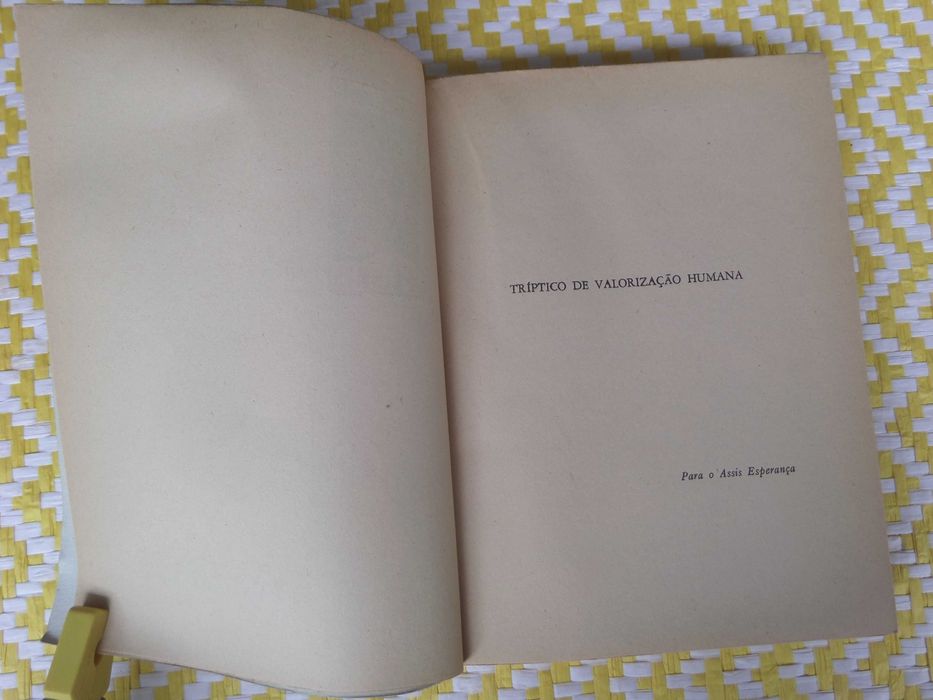 TRÍPTICO DE VALORIZAÇÃO HUMANA
Para o Assis Esperança